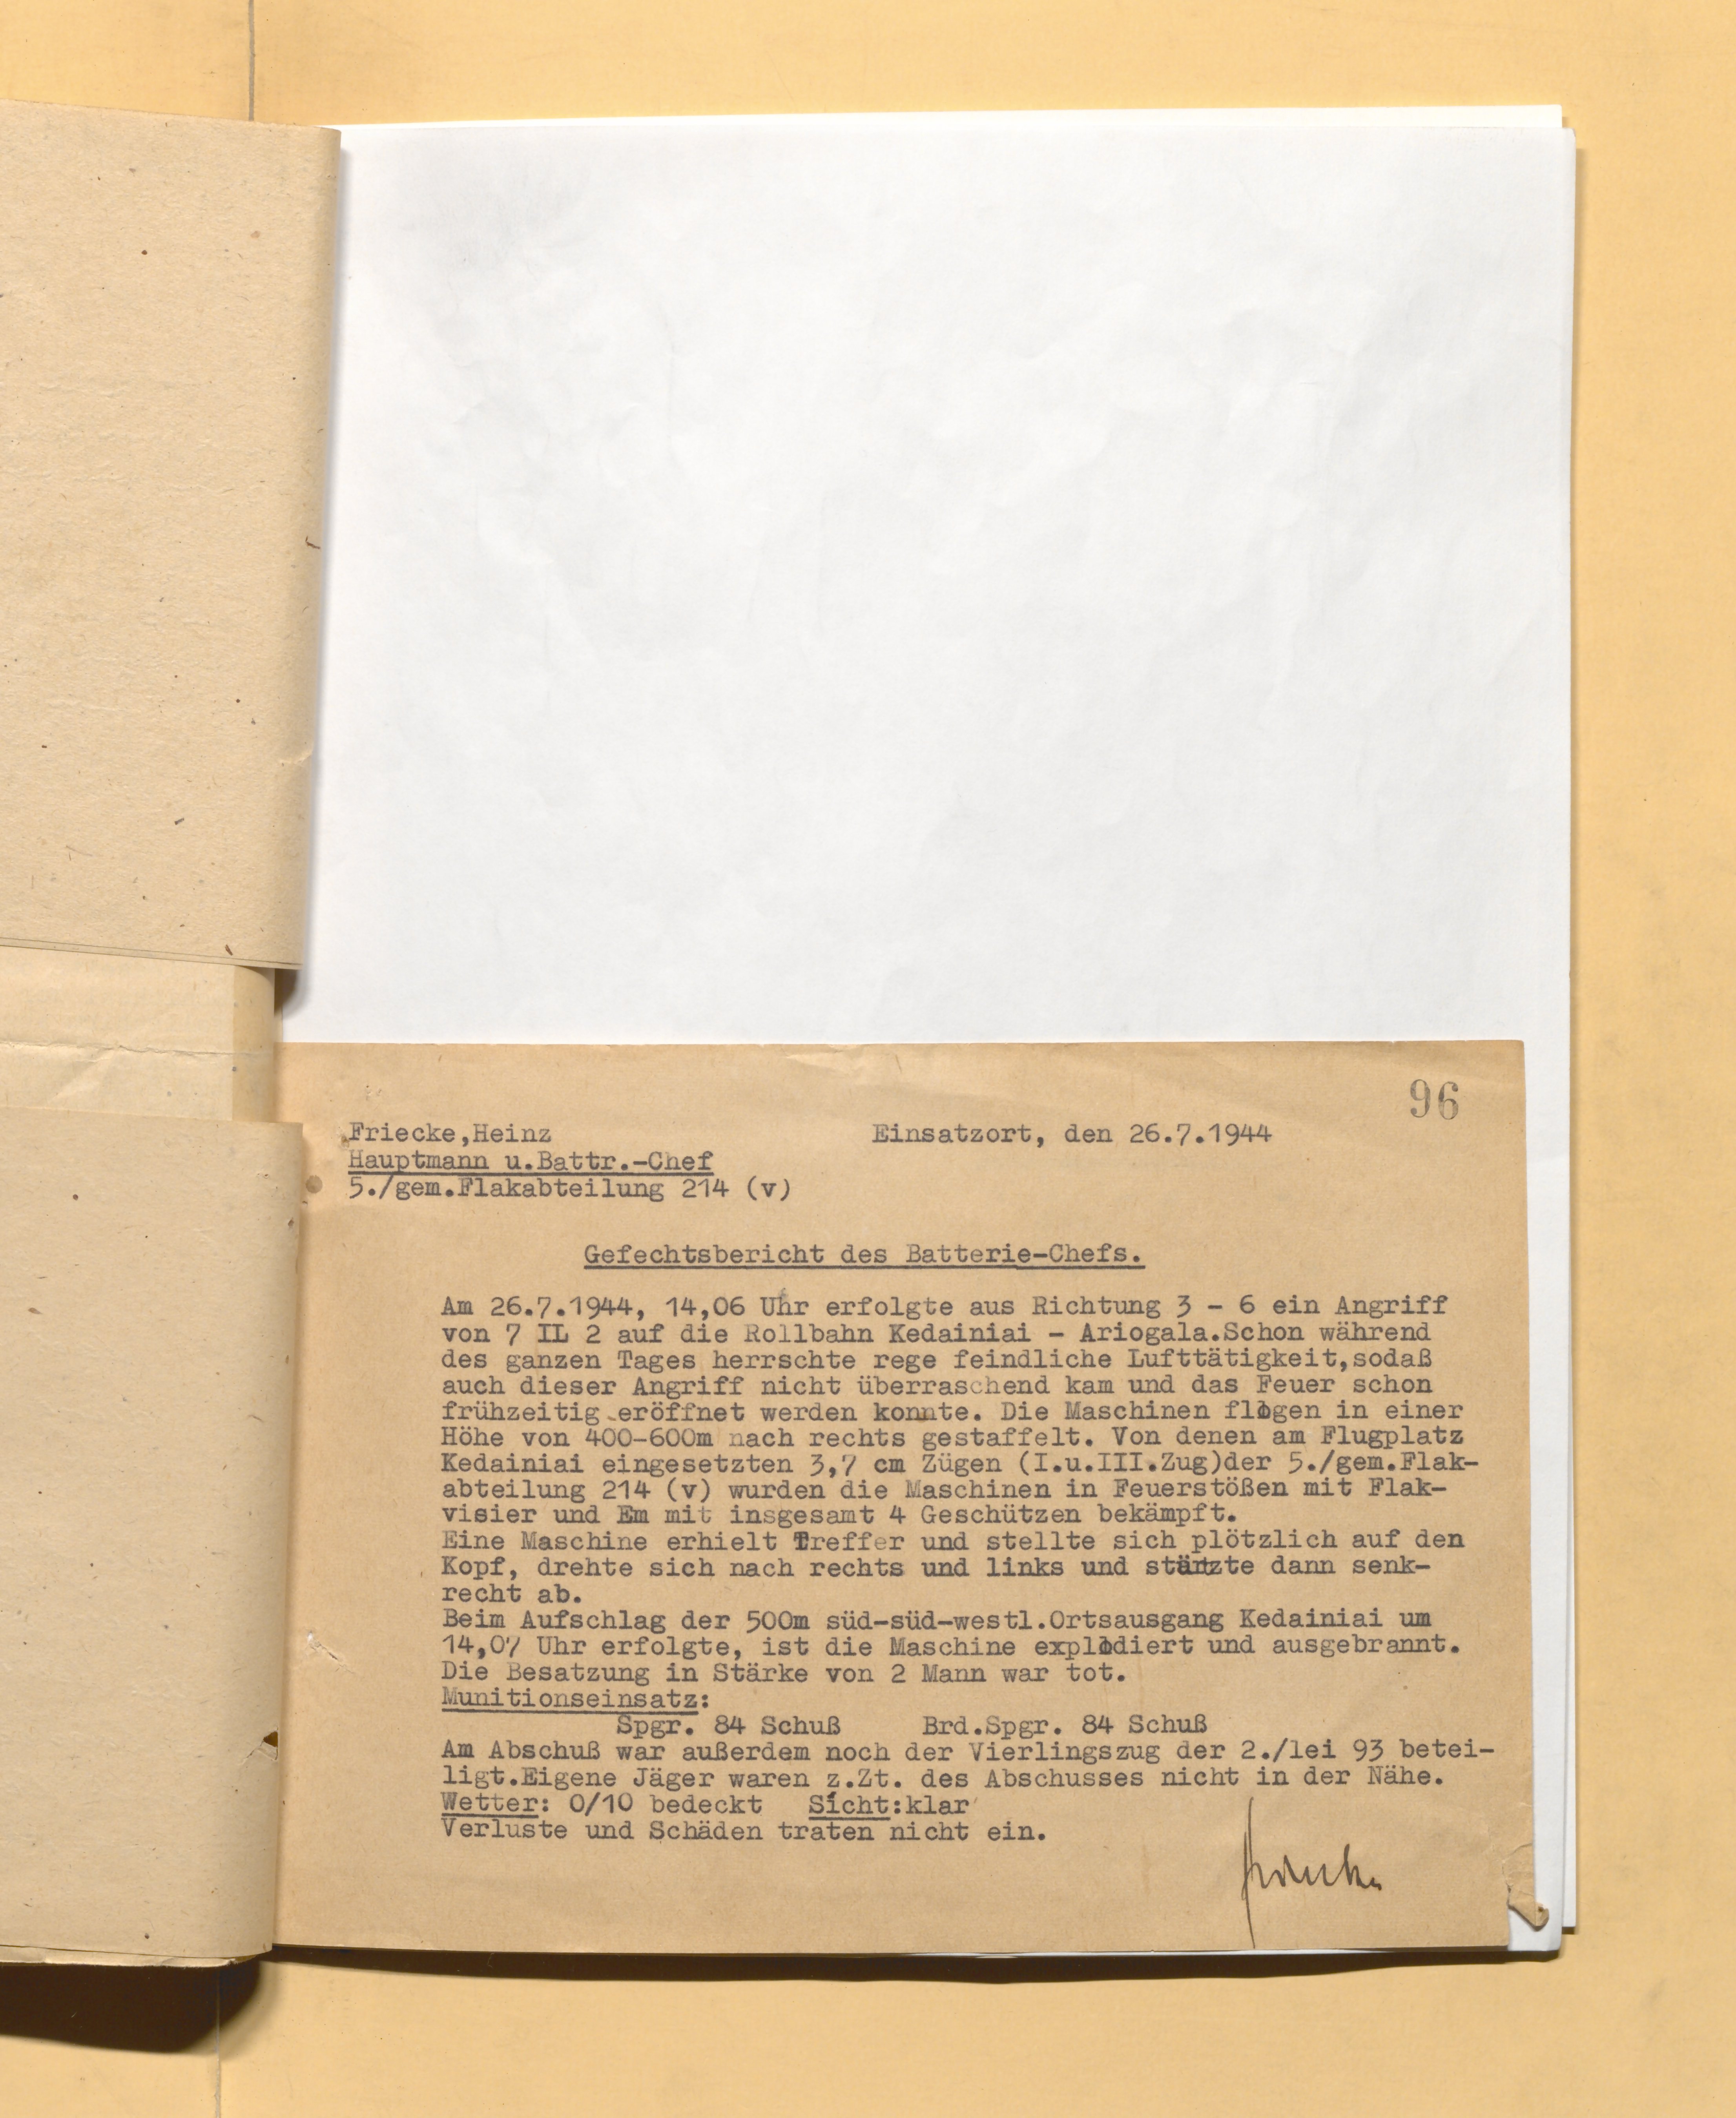 96
Friecke,Heinz Einsatzort, den 26.7.1944
Hauptmann u.Battr.-Chef
5./gem.Flakabteilung 214 (v)
Gefechtsbericht des Batterie-Chefs.
Am 26.7.1944, 14,06 Uhr erfolgte aus Richtung 3 - 6 ein Angriff
von 7 IL 2 auf die Rollbahn Kedainiai - Ariogala.Schon während
des ganzen Tages herrschte rege feindliche Lufttätigkeit,sodaß
auch dieser Angriff nicht überraschend kam und das Feuer schon
frühzeitig eröffnet werden konnte. Die Maschinen flogen in einer
Höhe von 400-600m nach rechts gestaffelt. Von denen am Flugplatz
Kedainiai eingesetzten 3,7 cm Zügen (I.u.III.Zug)der 5./gem.Flak-
abteilung 214 (v) wurden die Maschinen in Feuerstößen mit Flak-
visier und Em mit insgesamt 4 Geschützen bekämpft.
Eine Maschine erhielt Treffer und stellte sich plötzlich auf den
Kopf, drehte sich nach rechts und links und stürzte dann senk-
recht ab.
Beim Aufschlag der 500m süd-süd-westl.Ortsausgang Kedainiai um
14,07 Uhr erfolgte, ist die Maschine explodiert und ausgebrannt.
Die Besatzung in Stärke von 2 Mann war tot.
Munitionseinsatz:
Spgr. 84 Schuß Brd.Spgr. 84 Schuß
Am Abschuß war außerdem noch der Vierlingszug der 2./lei 93 betei-
ligt.Eigene Jäger waren z.Zt. des Abschusses nicht in der Nähe.
Wetter: 0/10 bedeckt Sicht:klar
Verluste und Schäden traten nicht ein.